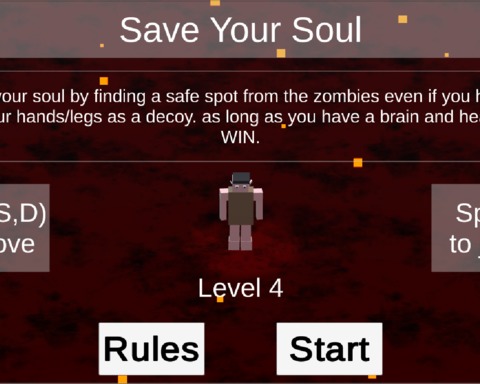 Save Your Soul
your soul by finding a safe spot from the zombies even if you h
ur hands/legs as a decoy. as long as you have a brain and hea
WIN.
S,D)
ove
Sp
to
Level 4
Rules
Start